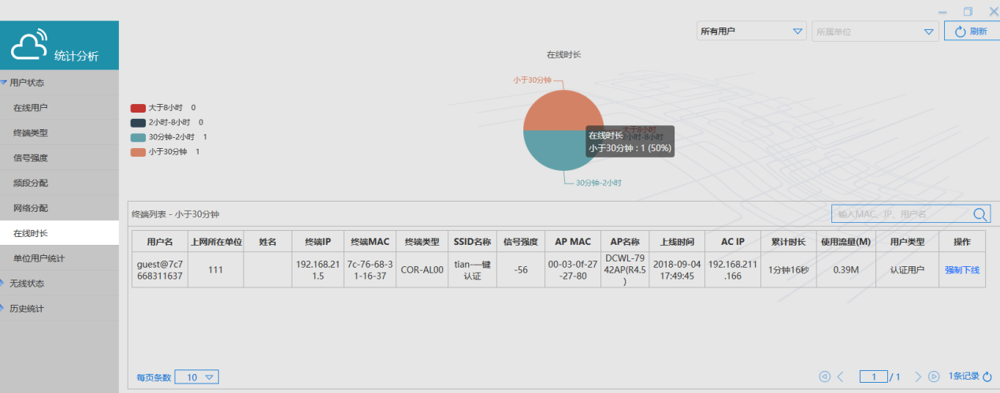 所有用户
所属单位
刷新
统计分析
用户状态
在线用户
终端类型
信号强度
频段分配
网络分配
在线时长
单位用户统计
无线状态
历史统计
在线时长
小于30分钟
大于8小时 0
2小时-8小时 0
30分钟-2小时 1
小于30分钟 1
大于8小时
2小时-8小时
在线时长
小于30分钟 : 1 (50%)
30分钟-2小时
终端列表 - 小于30分钟
输入MAC、IP、用户名
用户名 上网所在单位 姓名 终端IP 终端MAC 终端类型 SSID名称 信号强度 AP MAC AP名称 上线时间 AC IP 累计时长 使用流量(M) 用户类型 操作
guest@7c7
668311637
111
192.168.21
1.5
7c-76-68-3
1-16-37
COR-AL00
tian-一键
认证
-56
00-03-0f-27
-27-80
DCWL-79
42AP(R4.5
)
2018-09-04
17:49:45
192.168.211
.166
1分钟16秒
0.39M
认证用户
强制下线
每页条数 10
1 / 1
1条记录